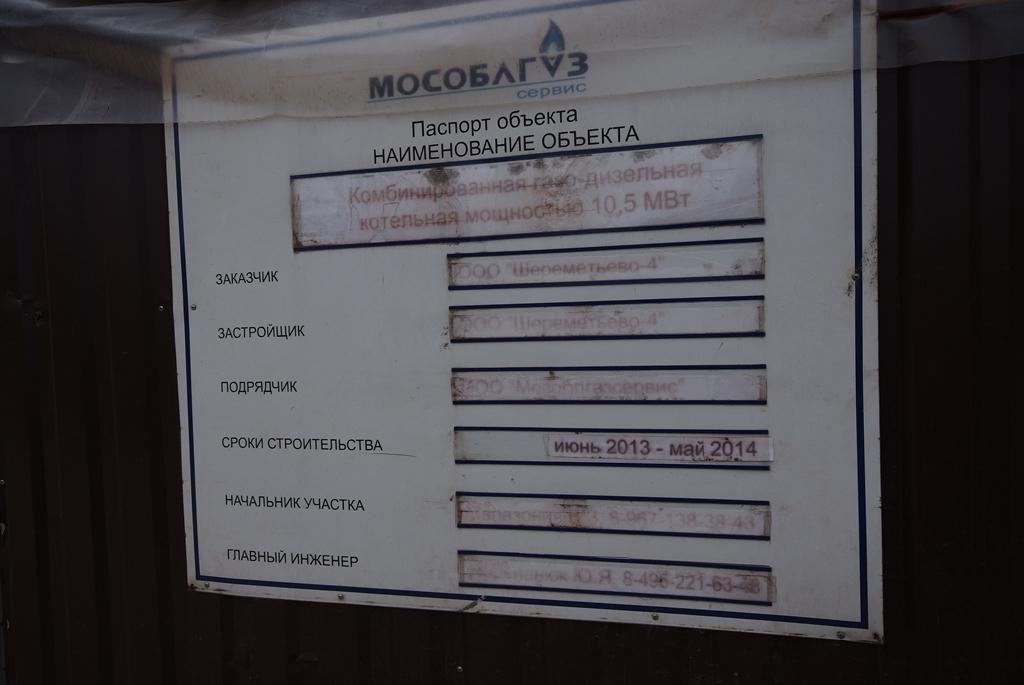 МОСОБЛГАЗ
сервис
Паспорт объекта
НАИМЕНОВАНИЕ ОБЪЕКТА
Комбинированная газо-дизельная
котельная мощностью 10,5 МВт
ЗАКАЗЧИК ООО "Шереметьево-4"
ЗАСТРОЙЩИК ООО "Шереметьево-4"
ПОДРЯДЧИК "Мособлгазсервис"
СРОКИ СТРОИТЕЛЬСТВА июнь 2013 - май 2014
НАЧАЛЬНИК УЧАСТКА 8-967-138-38-43
ГЛАВНЫЙ ИНЖЕНЕР Ю.Я. 8-495-221-63-48